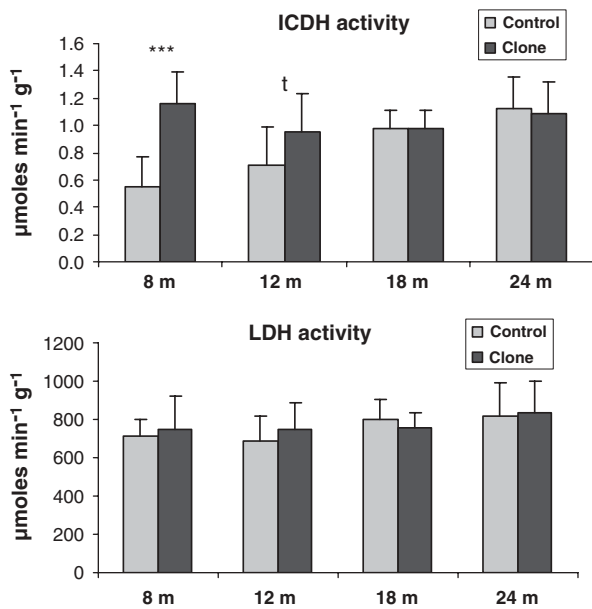 ICDH activity
Control
Clone
µmoles min⁻¹ g⁻¹
1.6
1.4
1.2
1.0
0.8
0.6
0.4
0.2
0.0
***
t
8 m 12 m 18 m 24 m
LDH activity
Control
Clone
µmoles min⁻¹ g⁻¹
1200
1000
800
600
400
200
0
8 m 12 m 18 m 24 m